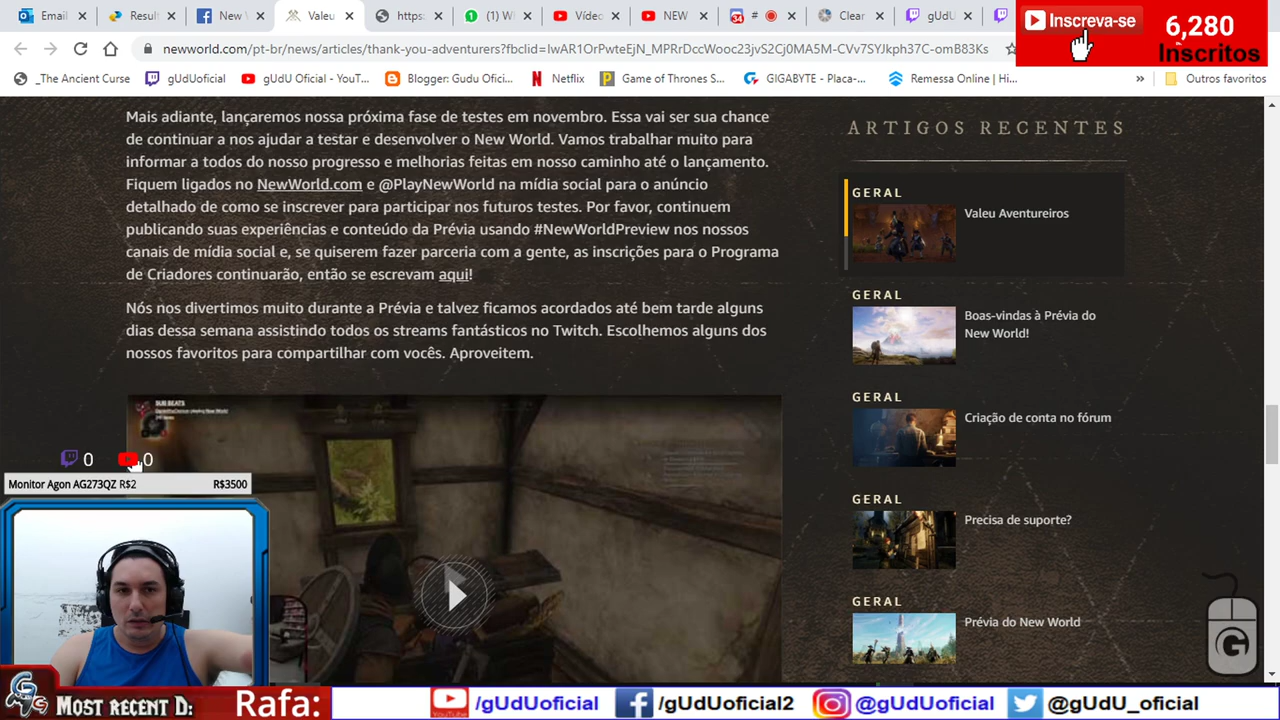 Email
Resul
New \
Valeu
https:
(1) W
Vídeo
NEW
34 #
Clear
gUdU
Inscreva-se
6,280
Inscritos
newworld.com/pt-br/news/articles/thank-you-adventurers?fbclid=IwAR1OrPwteEjN_MPRrDccWooc23jvS2Cj0MA5M-CVv7SYJkph37C-omB83Ks
_The Ancient Curse
gUdUoficial
gUdU Oficial - YouT...
Blogger: Gudu Ofici...
Netflix
Game of Thrones S...
GIGABYTE - Placa-...
Remessa Online | Hi...
»
Outros favoritos
Mais adiante, lançaremos nossa próxima fase de testes em novembro. Essa vai ser sua chance
de continuar a nos ajudar a testar e desenvolver o New World. Vamos trabalhar muito para
informar a todos do nosso progresso e melhorias feitas em nosso caminho até o lançamento.
Fiquem ligados no NewWorld.com e @PlayNewWorld na mídia social para o anúncio
detalhado de como se inscrever para participar nos futuros testes. Por favor, continuem
publicando suas experiências e conteúdo da Prévia usando #NewWorldPreview nos nossos
canais de mídia social e, se quiserem fazer parceria com a gente, as inscrições para o Programa
de Criadores continuarão, então se escrevam aqui!
Nós nos divertimos muito durante a Prévia e talvez ficamos acordados até bem tarde alguns
dias dessa semana assistindo todos os streams fantásticos no Twitch. Escolhemos alguns dos
nossos favoritos para compartilhar com vocês. Aproveitem.
SUB BEATS
ARTIGOS RECENTES
GERAL
Valeu Aventureiros
GERAL
Boas-vindas à Prévia do
New World!
GERAL
Criação de conta no fórum
GERAL
Precisa de suporte?
GERAL
Prévia do New World
0
0
Monitor Agon AG273QZ R$2
R$3500
G
Most recent D:
Rafa:
/gUdUoficial
/gUdUoficial2
@gUdUoficial
@gUdU_oficial